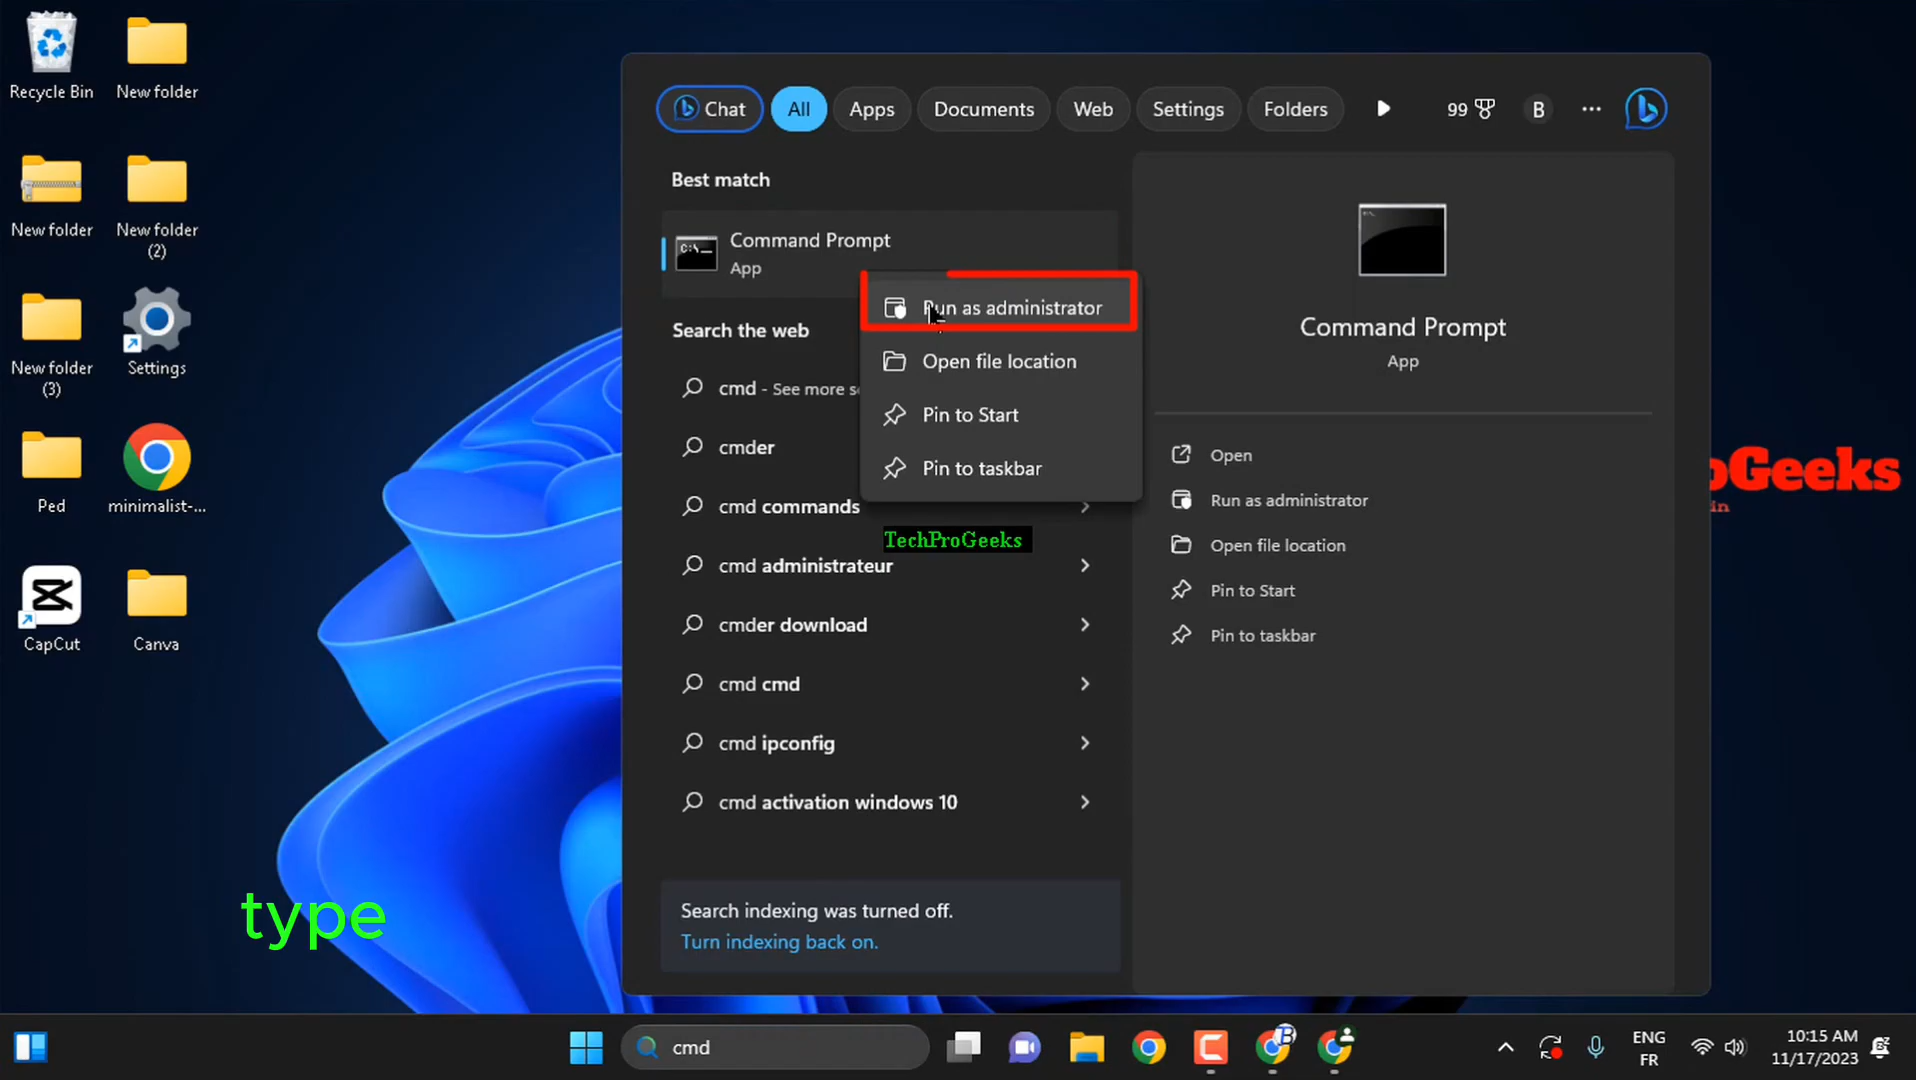 Recycle Bin
New folder
New folder
New folder
(2)
New folder
(3)
Settings
Ped
minimalist-...
CapCut
Canva
type
Chat
All
Apps
Documents
Web
Settings
Folders
99
B
Best match
Command Prompt
App
Run as administrator
Open file location
Pin to Start
Pin to taskbar
Search the web
cmd - See more se
cmder
cmd commands
TechProGeeks
cmd administrateur
cmder download
cmd cmd
cmd ipconfig
cmd activation windows 10
Search indexing was turned off.
Turn indexing back on.
Command Prompt
App
Open
Run as administrator
Open file location
Pin to Start
Pin to taskbar
oGeeks
in
cmd
ENG
FR
10:15 AM
11/17/2023